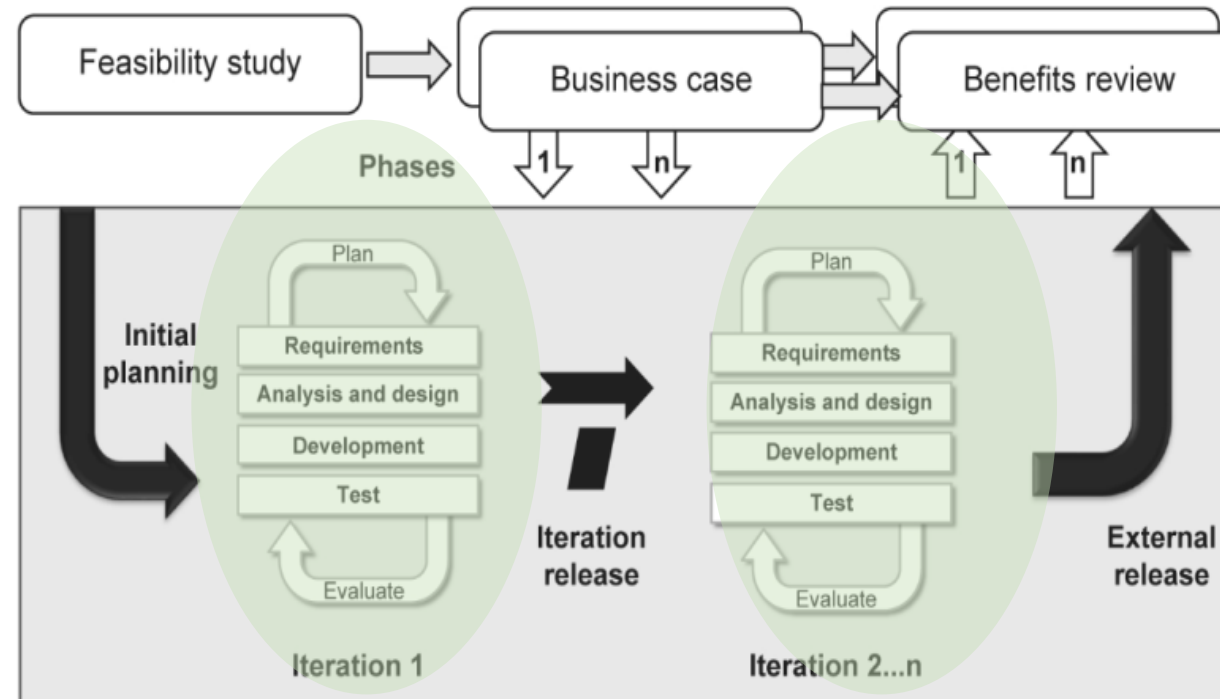 Feasibility study
Business case
Benefits review
Phases
1
n
1
n
Initial
planning
Plan
Requirements
Analysis and design
Development
Test
Evaluate
Iteration 1
Iteration
release
Plan
Requirements
Analysis and design
Development
Test
Evaluate
Iteration 2...n
External
release